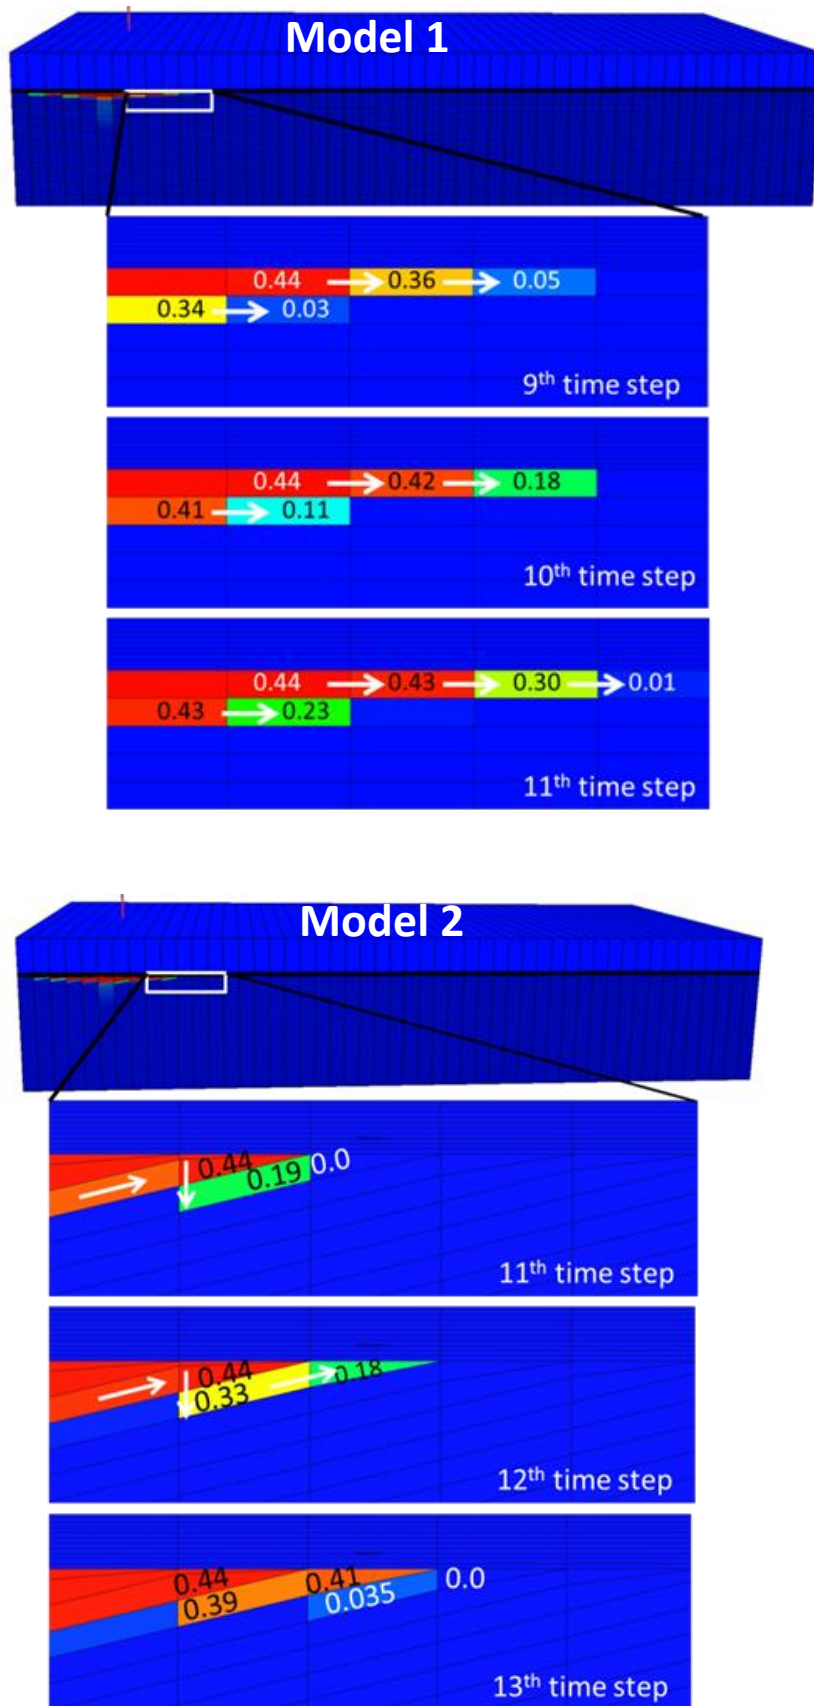 Model 1
0.44 0.36 0.05
0.34 0.03
9th time step
0.44 0.42 0.18
0.41 0.11
10th time step
0.44 0.43 0.30 0.01
0.43 0.23
11th time step
Model 2
0.44 0.0
0.19
11th time step
0.44 0.18
0.33
12th time step
0.44 0.41 0.0
0.39 0.035
13th time step